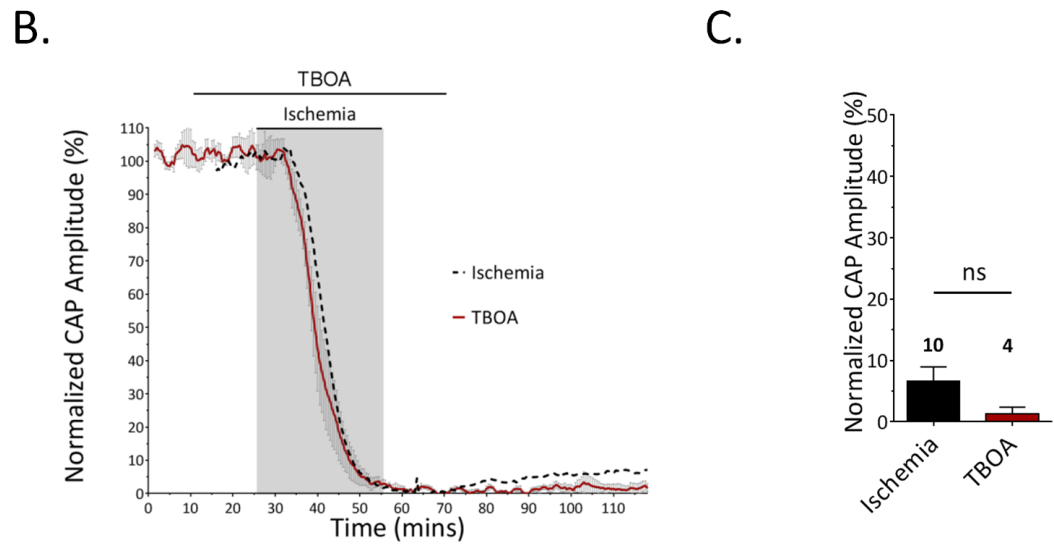 B.
C.
TBOA
Ischemia
Normalized CAP Amplitude (%)
110
100
90
80
70
60
50
40
30
20
10
0
0 10 20 30 40 50 60 70 80 90 100 110
Time (mins)
Ischemia
TBOA
Normalized CAP Amplitude (%)
50
40
30
20
10
0
ns
10 4
Ischemia
TBOA